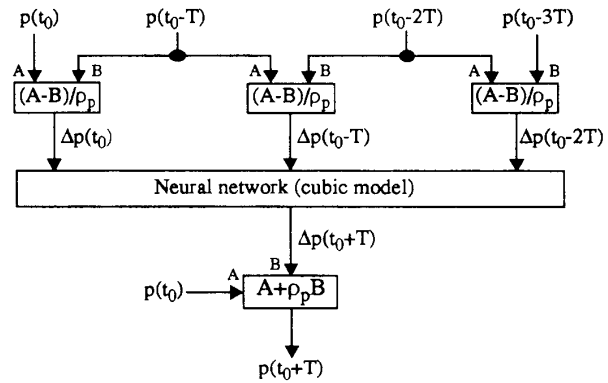 p(t₀) p(t₀-T) p(t₀-2T) p(t₀-3T)
A B A B A B
(A-B)/ρₚ (A-B)/ρₚ (A-B)/ρₚ
Δp(t₀) Δp(t₀-T) Δp(t₀-2T)
Neural network (cubic model)
Δp(t₀+T)
A B
p(t₀) A+ρₚB
p(t₀+T)